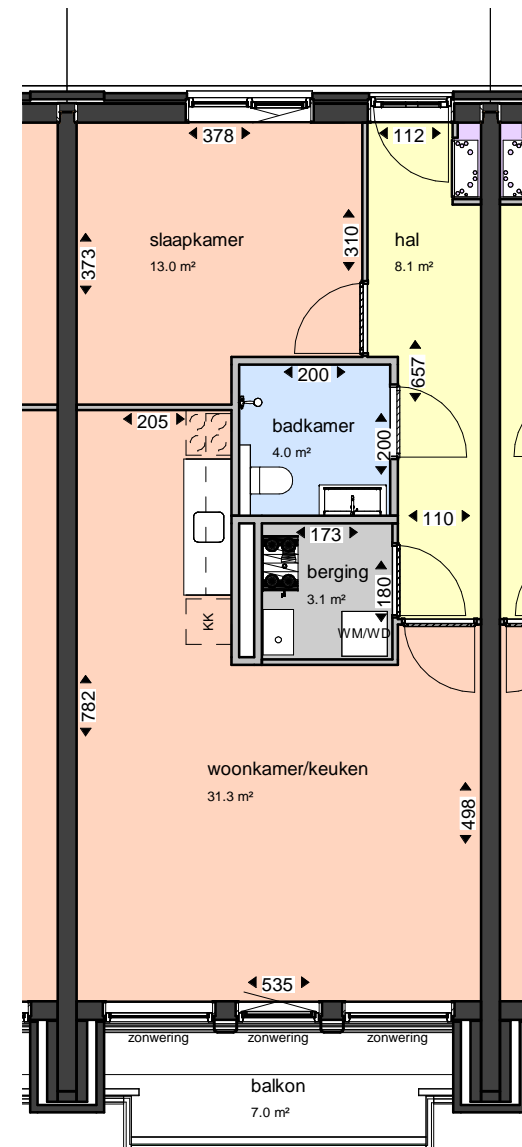 378
112
slaapkamer
13.0 m²
373
310
hal
8.1 m²
657
200
205
badkamer
4.0 m²
200
110
173
berging
3.1 m²
180
KK
WM/WD
782
woonkamer/keuken
31.3 m²
498
535
zonwering zonwering zonwering
balkon
7.0 m²